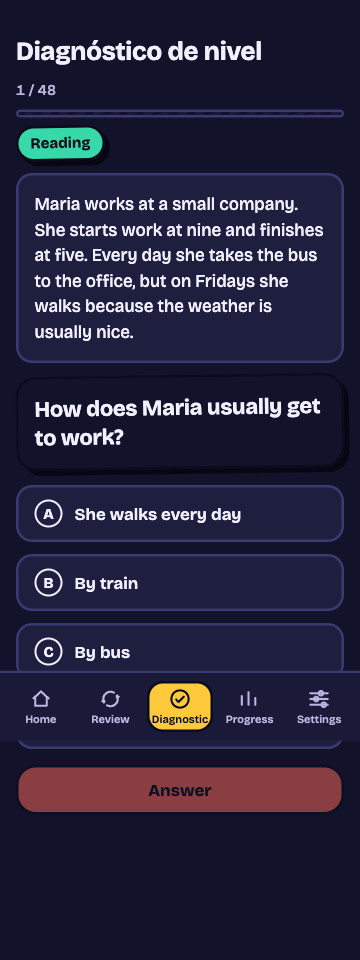 Diagnóstico de nivel
1 / 48
Reading
Maria works at a small company.
She starts work at nine and finishes
at five. Every day she takes the bus
to the office, but on Fridays she
walks because the weather is
usually nice.
How does Maria usually get
to work?
A She walks every day
B By train
C By bus
Home
Review
Diagnostic
Progress
Settings
Answer